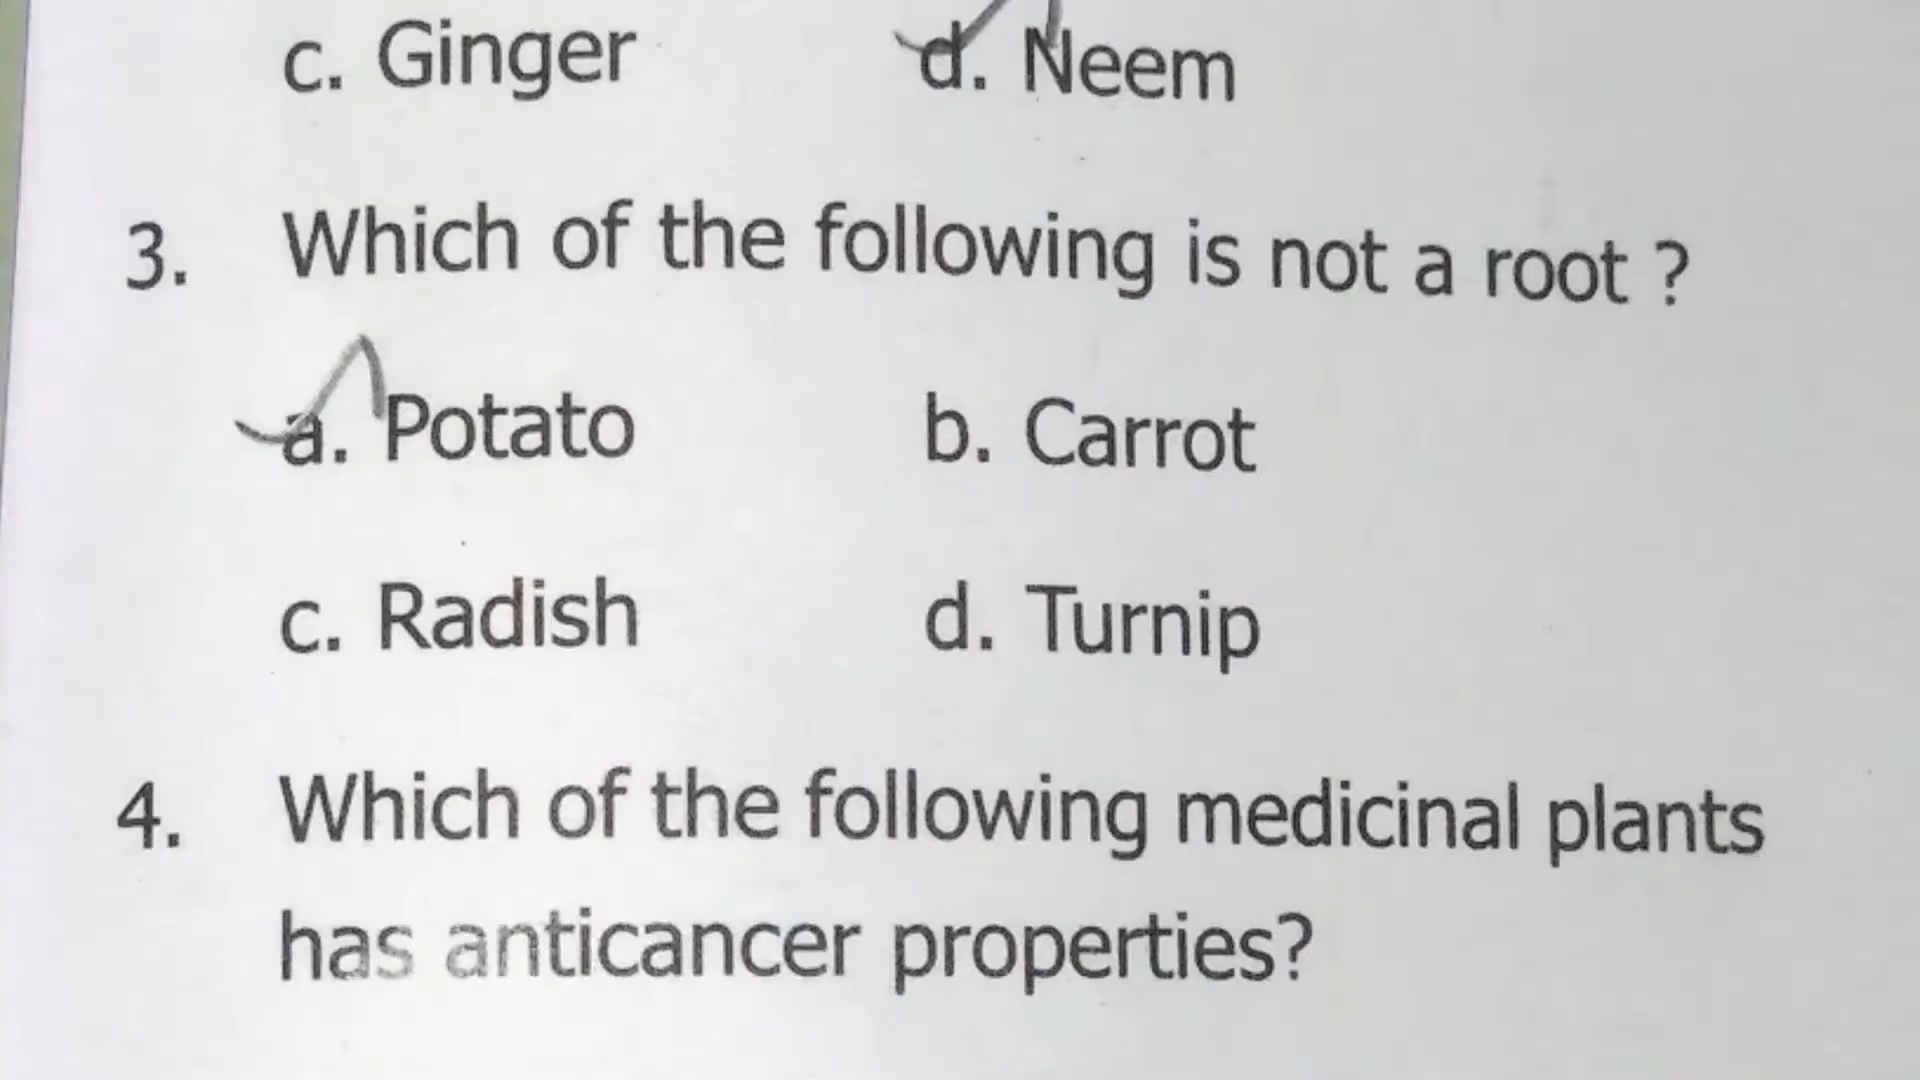 c. Ginger d. Neem
3. Which of the following is not a root ?
a. Potato b. Carrot
c. Radish d. Turnip
4. Which of the following medicinal plants
has anticancer properties?